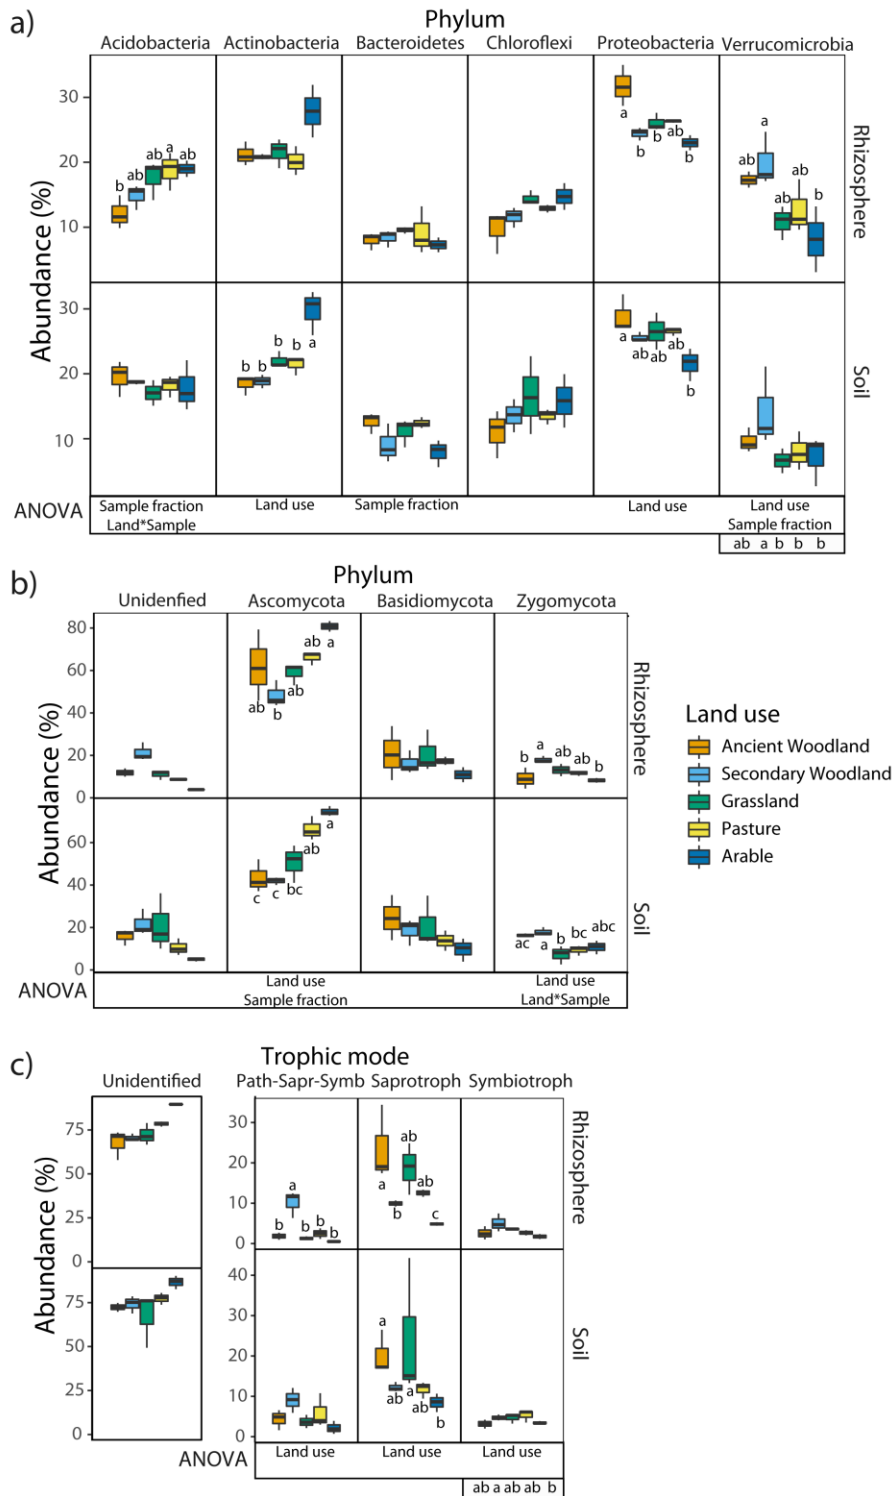 a)
Phylum
Acidobacteria Actinobacteria Bacteroidetes Chloroflexi Proteobacteria Verrucomicrobia
Abundance (%)
30
20
10
b ab ab a ab
a b b ab b
ab a ab ab b
Rhizosphere
Abundance (%)
30
20
10
b b b b a
a ab ab ab b
Soil
ANOVA
Sample fraction Land use Sample fraction Land use Land use
Land*Sample Sample fraction
ab a b b b
b)
Phylum
Unidenfied Ascomycota Basidiomycota Zygomycota
Abundance (%)
80
60
40
20
0
ab b ab ab a
b a ab ab b
Rhizosphere
Abundance (%)
60
40
20
0
c c bc ab a
ac a b bc abc
Soil
ANOVA
Land use Land use
Sample fraction Land*Sample
Land use
Ancient Woodland
Secondary Woodland
Grassland
Pasture
Arable
c)
Trophic mode
Unidentified Path-Sapr-Symb Saprotroph Symbiotroph
Abundance (%)
75
50
25
0
30
20
10
0
b a b b b
a b ab ab c
Rhizosphere
Abundance (%)
75
50
25
40
30
20
10
0
a ab a ab b
Soil
ANOVA
Land use Land use
ab a ab ab b